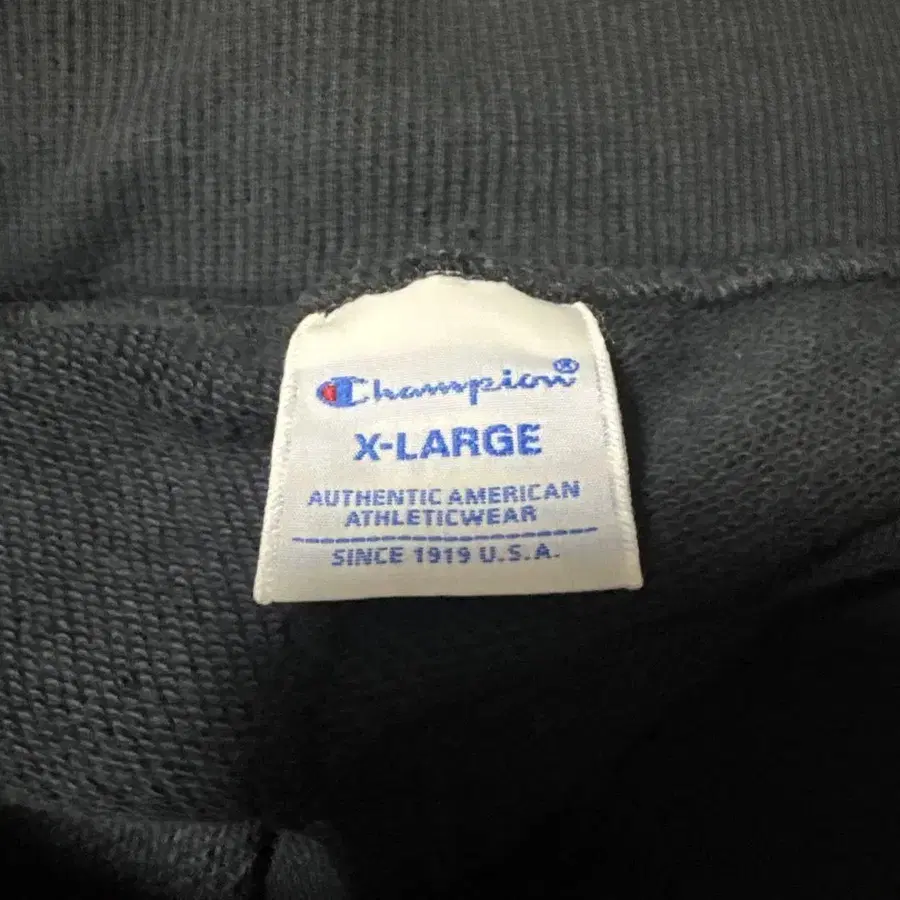 Champion®
X-LARGE
AUTHENTIC AMERICAN
ATHLETICWEAR
SINCE 1919 U.S.A.